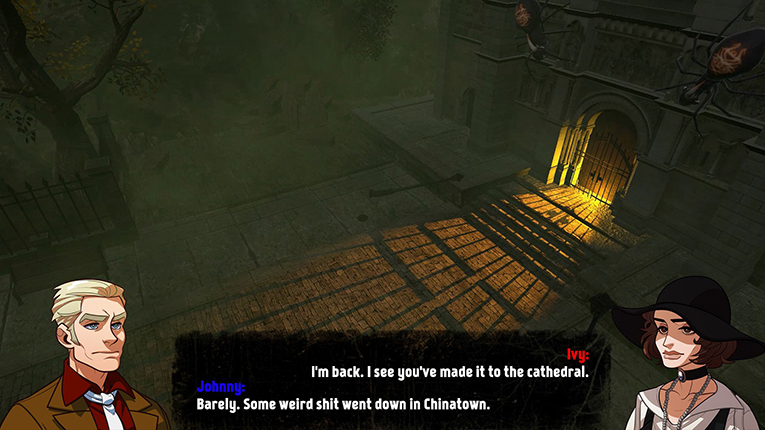 Ivy:
I'm back. I see you've made it to the cathedral.
Johnny:
Barely. Some weird shit went down in Chinatown.